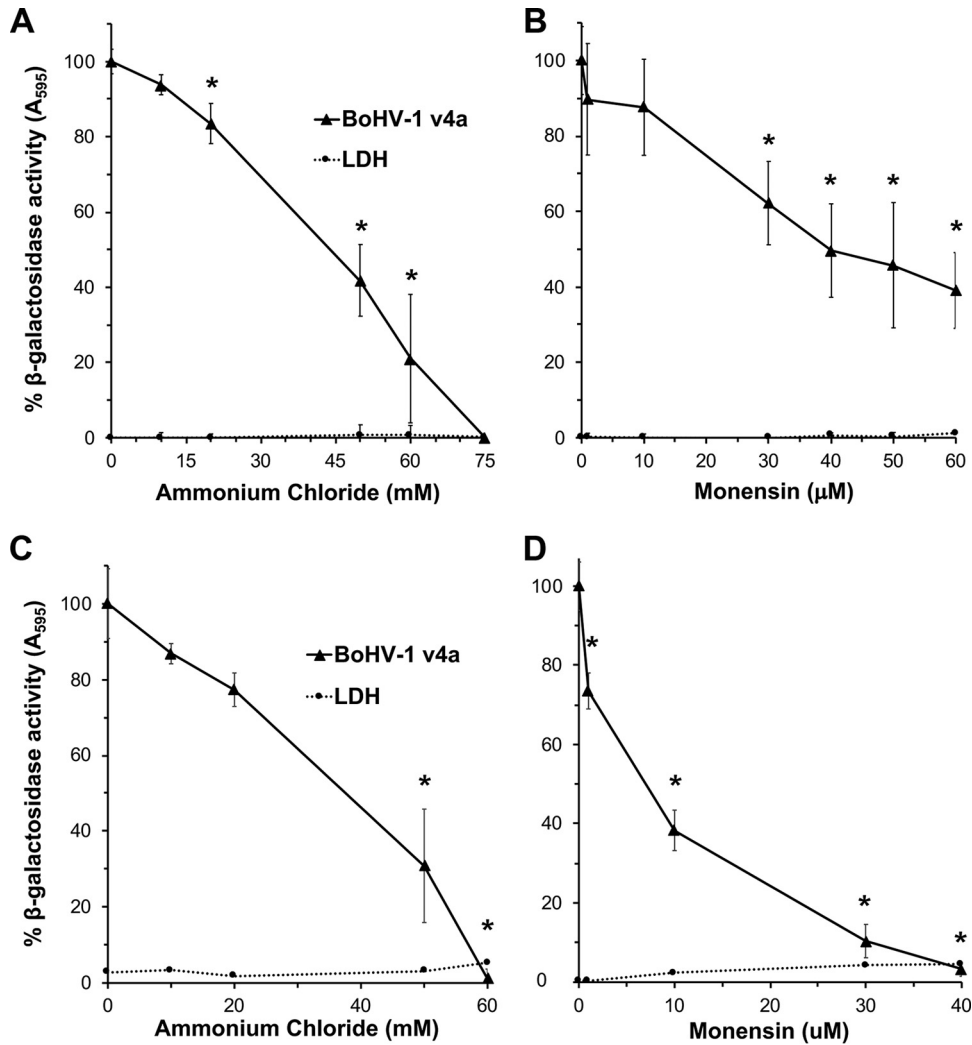 A
% β-galactosidase activity (A595)
100
80
60
40
20
0
*
*
*
BoHV-1 v4a
LDH
0 15 30 45 60 75
Ammonium Chloride (mM)
B
100
80
60
40
20
0
*
*
*
*
0 10 20 30 40 50 60
Monensin (μM)
C
% β-galactosidase activity (A595)
100
80
60
40
20
0
BoHV-1 v4a
LDH
*
*
0 20 40 60
Ammonium Chloride (mM)
D
100
80
60
40
20
0
*
*
*
*
0 10 20 30 40
Monensin (uM)